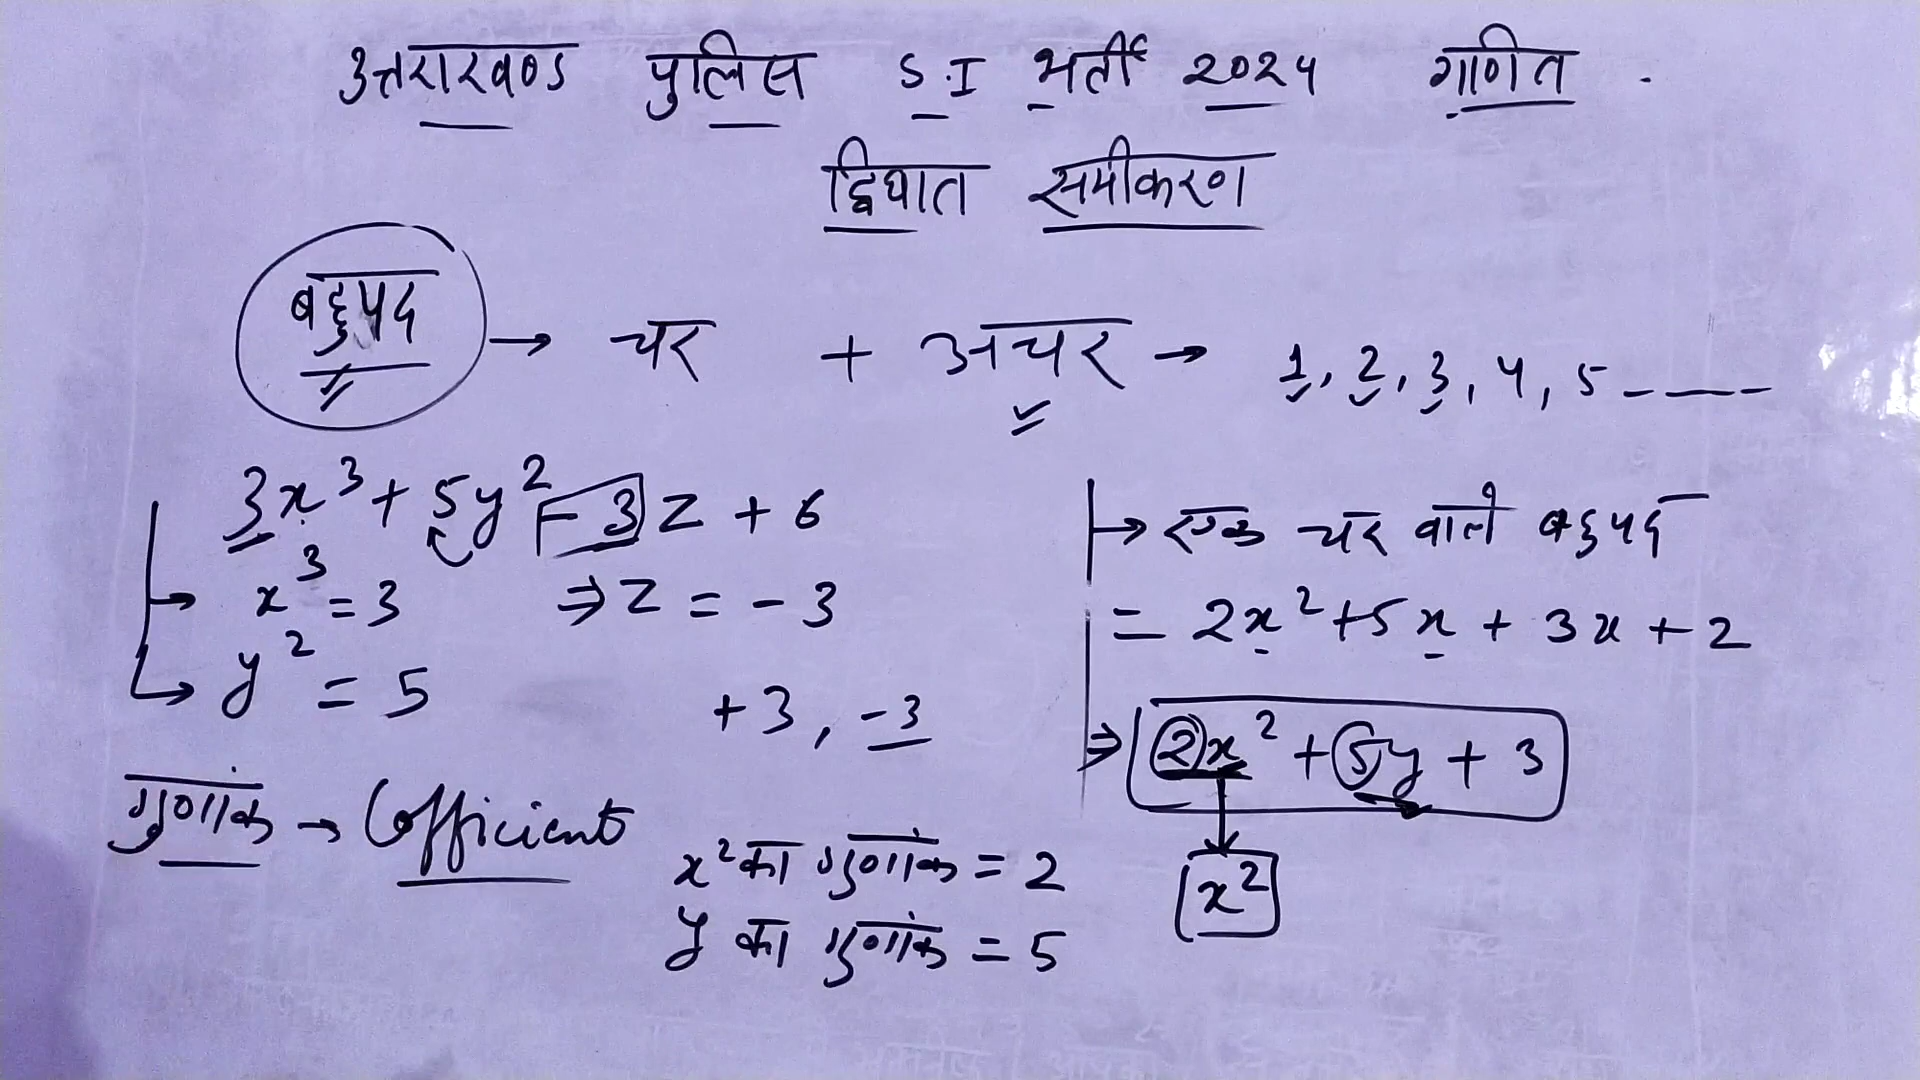 उत्तराखण्ड पुलिस S.I भर्ती 2024 गणित
द्विघात समीकरण
बहुपद → चर + अचर → 1, 2, 3, 4, 5 - - - -
3x³ + 5y² - 3z + 6
x³ = 3 ⇒ z = - 3
y² = 5
+3, -3
गुणांक → Cofficient
x² का गुणांक = 2
y का गुणांक = 5
→ एक चर वाले बहुपद
= 2x² + 5x + 3x + 2
⇒ 2x² + 5y + 3
x²